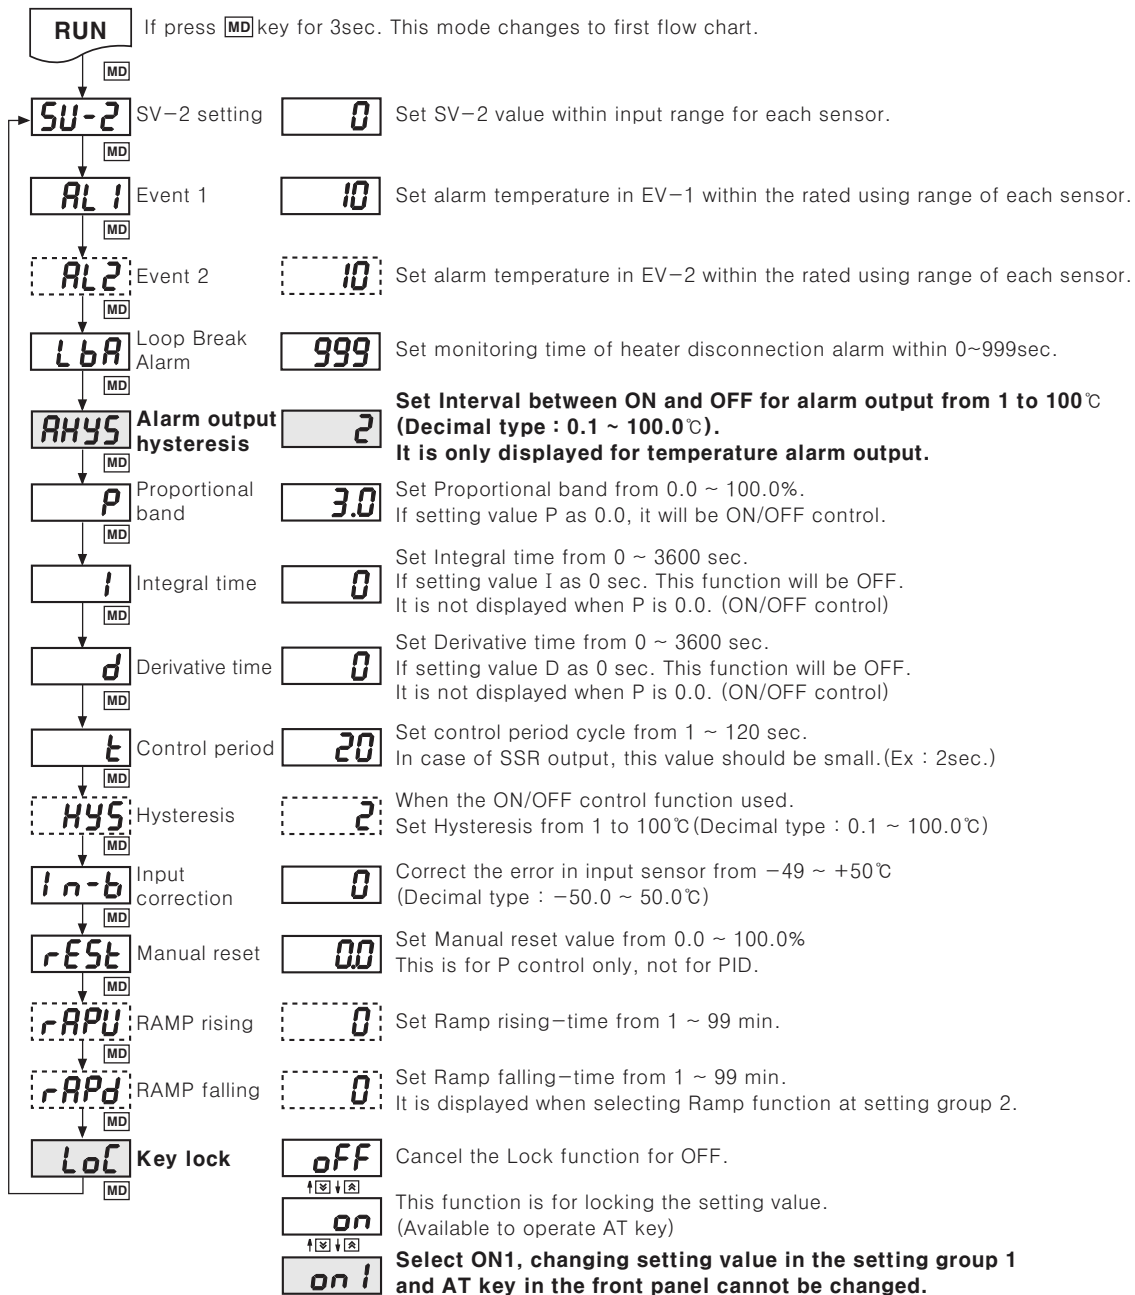 RUN If press MD key for 3sec. This mode changes to first flow chart.
MD
SU-2 SV-2 setting 0 Set SV-2 value within input range for each sensor.
MD
AL1 Event 1 10 Set alarm temperature in EV-1 within the rated using range of each sensor.
MD
AL2 Event 2 10 Set alarm temperature in EV-2 within the rated using range of each sensor.
MD
LbA Loop Break
Alarm 999 Set monitoring time of heater disconnection alarm within 0~999sec.
MD
AHYS Alarm output
hysteresis 2 Set Interval between ON and OFF for alarm output from 1 to 100℃
(Decimal type : 0.1 ~ 100.0℃).
It is only displayed for temperature alarm output.
MD
P Proportional
band 3.0 Set Proportional band from 0.0 ~ 100.0%.
If setting value P as 0.0, it will be ON/OFF control.
MD
I Integral time 0 Set Integral time from 0 ~ 3600 sec.
If setting value I as 0 sec. This function will be OFF.
It is not displayed when P is 0.0. (ON/OFF control)
MD
d Derivative time 0 Set Derivative time from 0 ~ 3600 sec.
If setting value D as 0 sec. This function will be OFF.
It is not displayed when P is 0.0. (ON/OFF control)
MD
t Control period 20 Set control period cycle from 1 ~ 120 sec.
In case of SSR output, this value should be small.(Ex : 2sec.)
MD
HYS Hysteresis 2 When the ON/OFF control function used.
Set Hysteresis from 1 to 100℃(Decimal type : 0.1 ~ 100.0℃)
MD
In-b Input
correction 0 Correct the error in input sensor from -49 ~ +50℃
(Decimal type : -50.0 ~ 50.0℃)
MD
rESt Manual reset 0.0 Set Manual reset value from 0.0 ~ 100.0%
This is for P control only, not for PID.
MD
rAPU RAMP rising 0 Set Ramp rising-time from 1 ~ 99 min.
MD
rAPd RAMP falling 0 Set Ramp falling-time from 1 ~ 99 min.
It is displayed when selecting Ramp function at setting group 2.
MD
LoC Key lock oFF Cancel the Lock function for OFF.
MD
on This function is for locking the setting value.
(Available to operate AT key)
on1 Select ON1, changing setting value in the setting group 1
and AT key in the front panel cannot be changed.